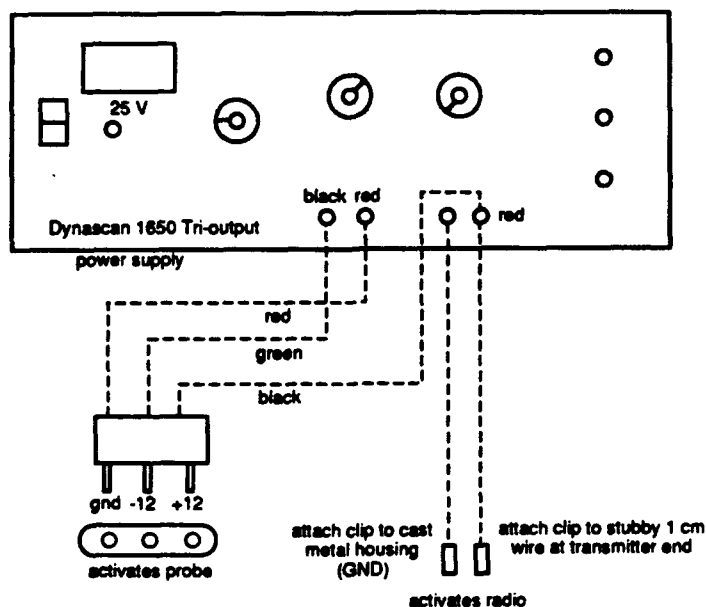 25 V
black red
red
Dynascan 1650 Tri-output
power supply
red
green
black
gnd -12 +12
activates probe
attach clip to cast
metal housing
(GND)
attach clip to stubby 1 cm
wire at transmitter end
activates radio